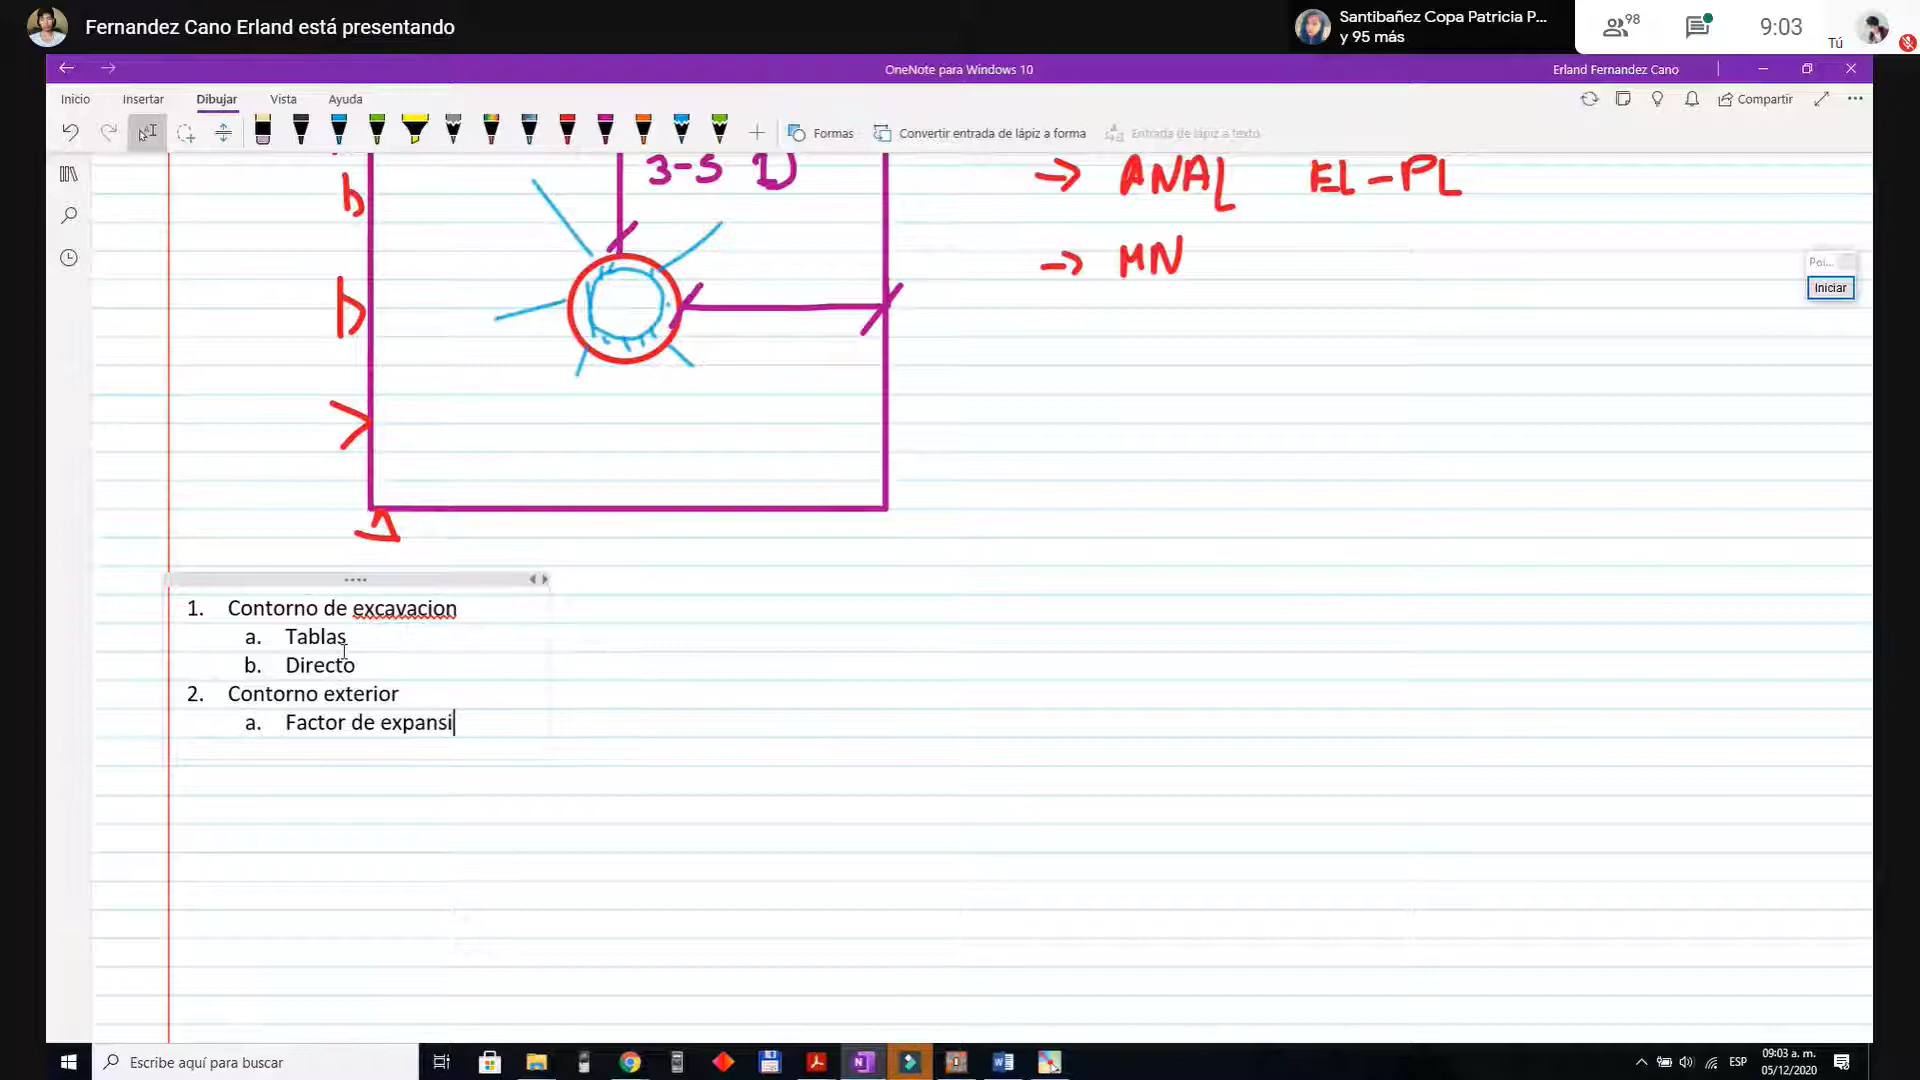 Fernandez Cano Erland está presentando
Santibañez Copa Patricia P...
y 95 más
98
9:03
Tú
OneNote para Windows 10
Erland Fernandez Cano
Inicio
Insertar
Dibujar
Vista
Ayuda
Compartir
Formas
Convertir entrada de lápiz a forma
Entrada de lápiz a texto
3-5 D
→ ANAL EL-PL
→ MN
Poi...
Iniciar
1. Contorno de excavacion
a. Tablas
b. Directo
2. Contorno exterior
a. Factor de expansi
Escribe aquí para buscar
ESP
09:03 a. m.
05/12/2020